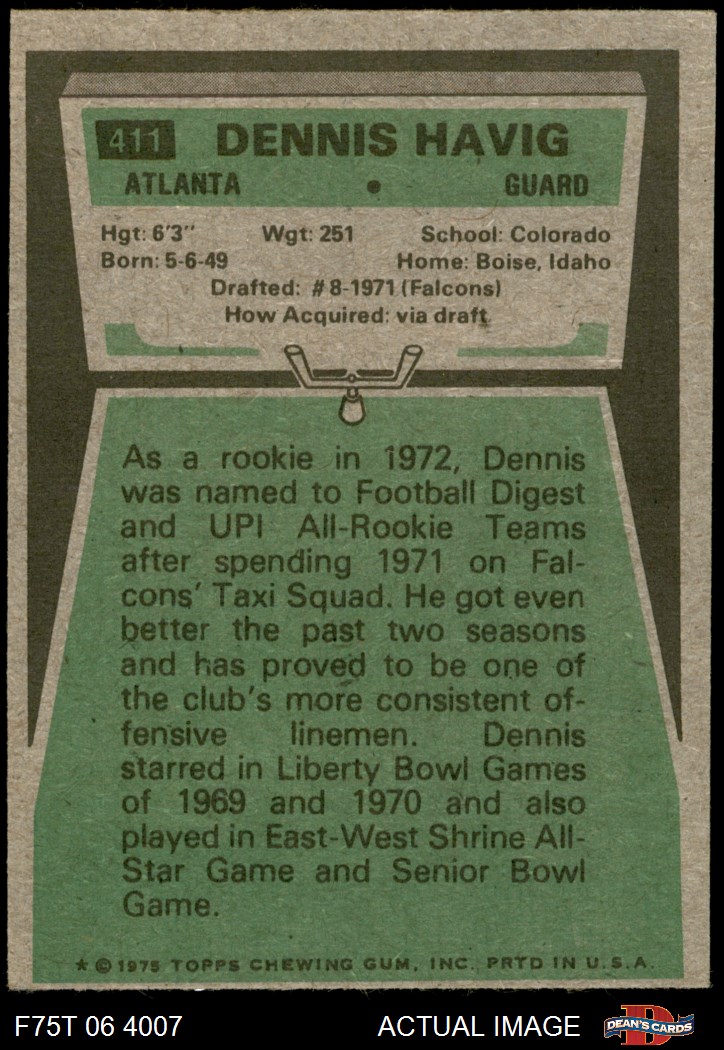 411 DENNIS HAVIG
ATLANTA • GUARD
Hgt: 6'3" Wgt: 251 School: Colorado
Born: 5-6-49 Home: Boise, Idaho
Drafted: #8-1971 (Falcons)
How Acquired: via draft
As a rookie in 1972, Dennis
was named to Football Digest
and UPI All-Rookie Teams
after spending 1971 on Fal-
cons' Taxi Squad. He got even
better the past two seasons
and has proved to be one of
the club's more consistent of-
fensive linemen. Dennis
starred in Liberty Bowl Games
of 1969 and 1970 and also
played in East-West Shrine All-
Star Game and Senior Bowl
Game.
★ © 1975 TOPPS CHEWING GUM, INC. PRTD IN U.S.A.
F75T 06 4007 ACTUAL IMAGE D DEAN'S CARDS